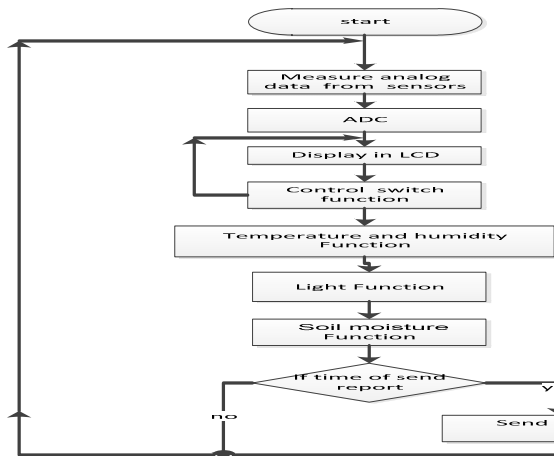 start
Measure analog
data from sensors
ADC
Display in LCD
Control switch
function
Temperature and humidity
Function
Light Function
Soil moisture
Function
If time of send
report
no
y
Send